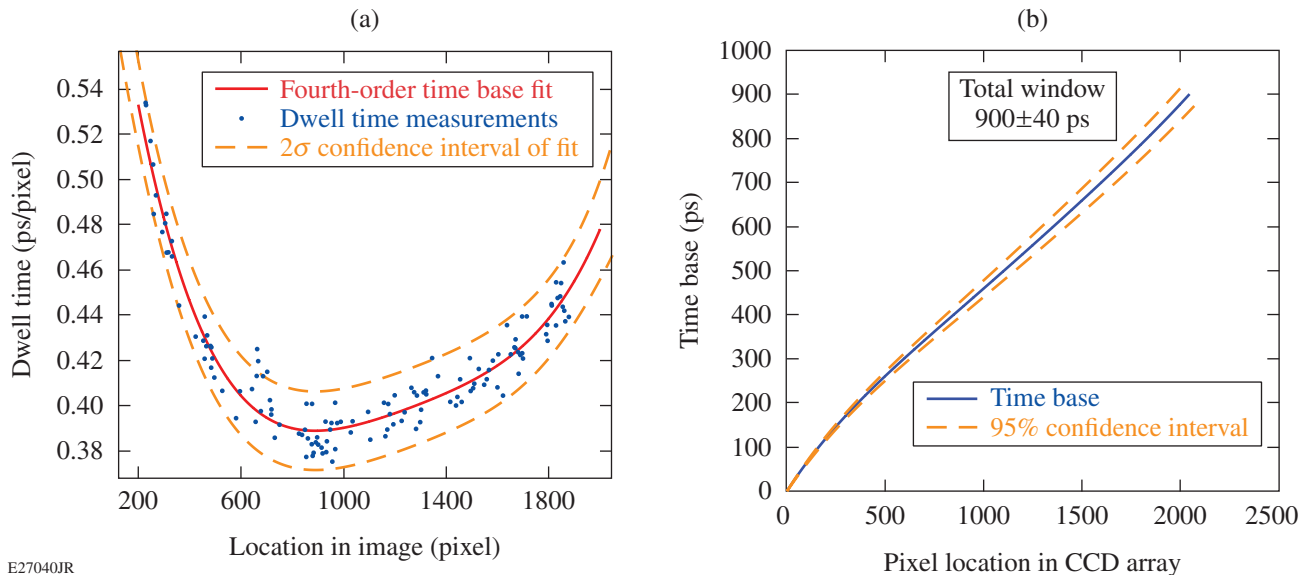 (a)
Dwell time (ps/pixel)
0.54
0.52
0.50
0.48
0.46
0.44
0.42
0.40
0.38
Fourth-order time base fit
Dwell time measurements
2σ confidence interval of fit
200 600 1000 1400 1800
Location in image (pixel)
(b)
Time base (ps)
1000
900
800
700
600
500
400
300
200
100
0
Total window
900±40 ps
Time base
95% confidence interval
0 500 1000 1500 2000 2500
Pixel location in CCD array
E27040JR